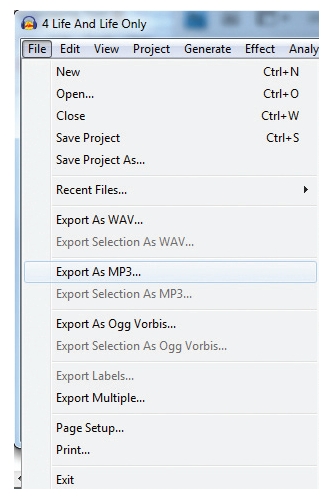 4 Life And Life Only
File Edit View Project Generate Effect Analy
New Ctrl+N
Open... Ctrl+O
Close Ctrl+W
Save Project Ctrl+S
Save Project As...
Recent Files...
Export As WAV...
Export Selection As WAV...
Export As MP3...
Export Selection As MP3...
Export As Ogg Vorbis...
Export Selection As Ogg Vorbis...
Export Labels...
Export Multiple...
Page Setup...
Print...
Exit